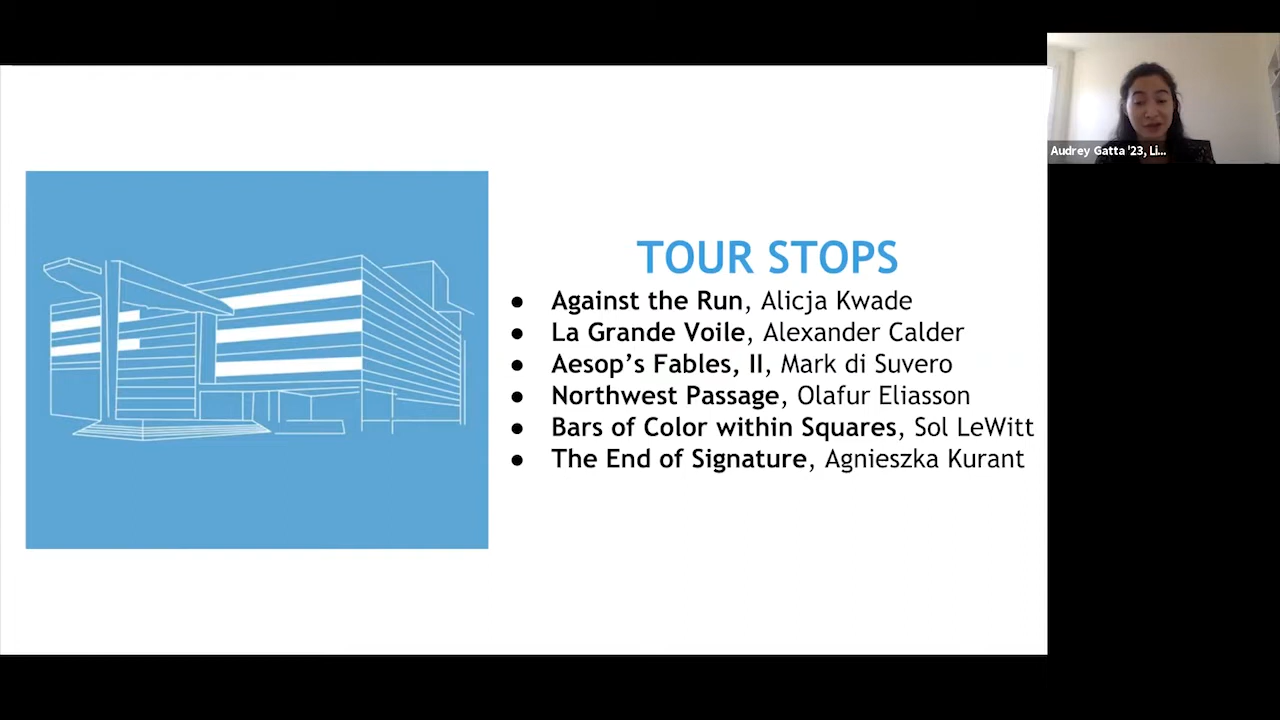 Audrey Gatta '23, Li...
TOUR STOPS
● Against the Run, Alicja Kwade
● La Grande Voile, Alexander Calder
● Aesop’s Fables, II, Mark di Suvero
● Northwest Passage, Olafur Eliasson
● Bars of Color within Squares, Sol LeWitt
● The End of Signature, Agnieszka Kurant